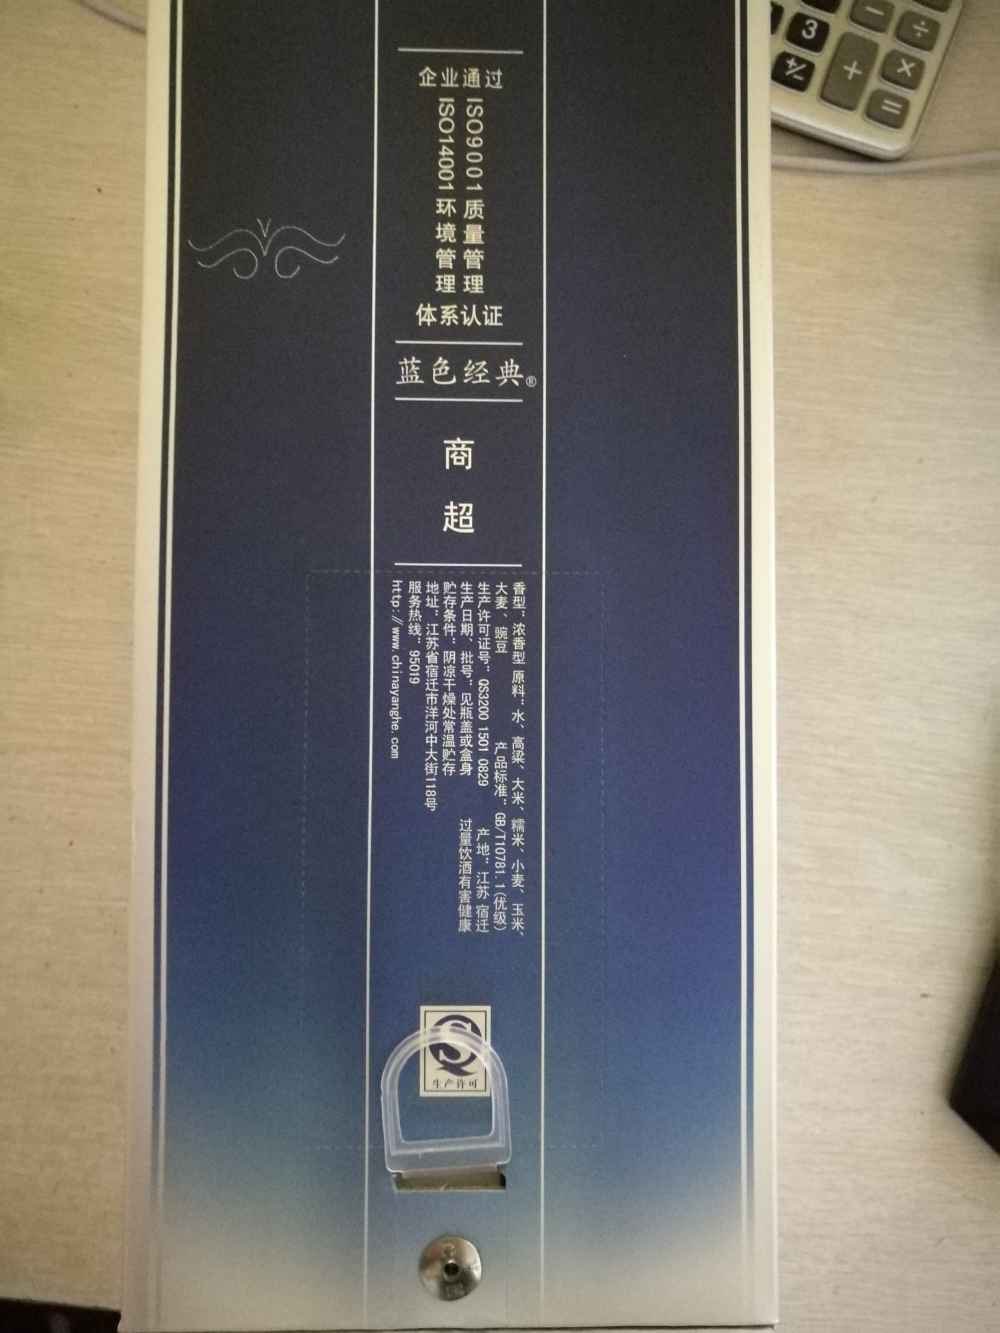 企业通过
ISO9001质量管理
ISO14001环境管理
体系认证
蓝色经典®
商超
香型：浓香型 原料：水、高粱、大米、糯米、小麦、玉米、
大麦、豌豆 产品标准：GB/T10781.1(优级)
生产许可证号：QS3200 1501 0829 产地：江苏 宿迁
生产日期、批号：见瓶盖或盒身 过量饮酒有害健康
贮存条件：阴凉干燥处常温贮存
地址：江苏省宿迁市洋河中大街118号
服务热线：95019
http://www.chinayanghe.com
QS
生产许可
3
－
÷
+/-
+
×
=